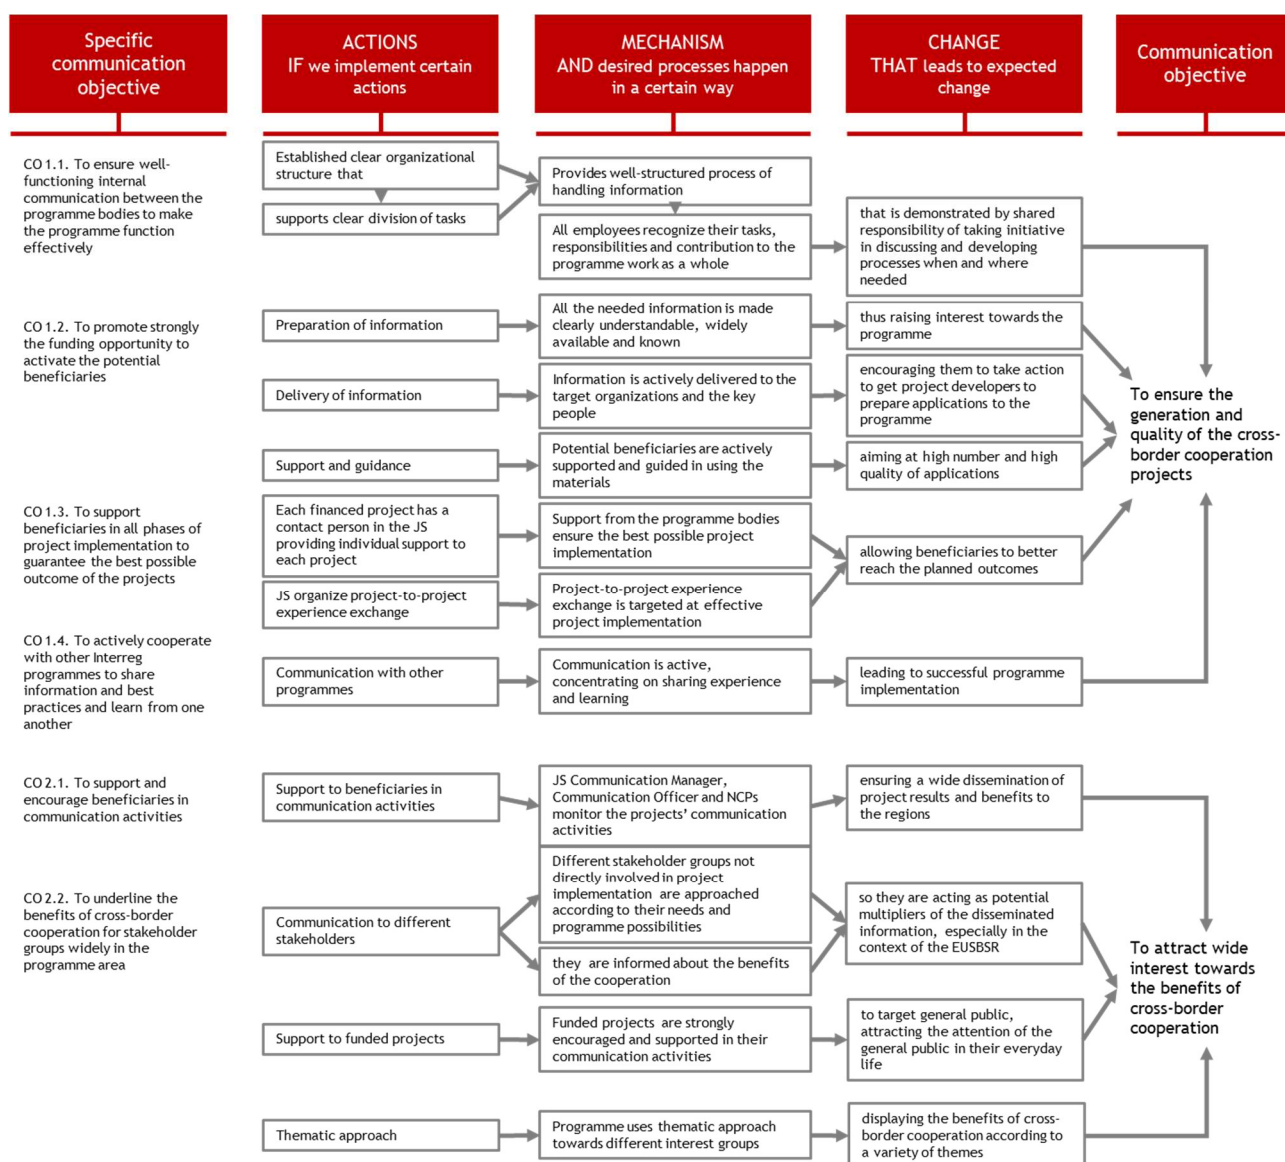 Specific
communication
objective
ACTIONS
IF we implement certain
actions
MECHANISM
AND desired processes happen
in a certain way
CHANGE
THAT leads to expected
change
Communication
objective
CO 1.1. To ensure well-
functioning internal
communication between the
programme bodies to make
the programme function
effectively
Established clear organizational
structure that
supports clear division of tasks
Provides well-structured process of
handling information
All employees recognize their tasks,
responsibilities and contribution to the
programme work as a whole
that is demonstrated by shared
responsibility of taking initiative
in discussing and developing
processes when and where
needed
CO 1.2. To promote strongly
the funding opportunity to
activate the potential
beneficiaries
Preparation of information
All the needed information is made
clearly understandable, widely
available and known
thus raising interest towards the
programme
Delivery of information
Information is actively delivered to the
target organizations and the key
people
encouraging them to take action
to get project developers to
prepare applications to the
programme
Support and guidance
Potential beneficiaries are actively
supported and guided in using the
materials
aiming at high number and high
quality of applications
To ensure the
generation and
quality of the cross-
border cooperation
projects
CO 1.3. To support
beneficiaries in all phases of
project implementation to
guarantee the best possible
outcome of the projects
Each financed project has a
contact person in the JS
providing individual support to
each project
Support from the programme bodies
ensure the best possible project
implementation
JS organize project-to-project
experience exchange
Project-to-project experience
exchange is targeted at effective
project implementation
allowing beneficiaries to better
reach the planned outcomes
CO 1.4. To actively cooperate
with other Interreg
programmes to share
information and best
practices and learn from one
another
Communication with other
programmes
Communication is active,
concentrating on sharing experience
and learning
leading to successful programme
implementation
CO 2.1. To support and
encourage beneficiaries in
communication activities
Support to beneficiaries in
communication activities
JS Communication Manager,
Communication Officer and NCPs
monitor the projects' communication
activities
ensuring a wide dissemination of
project results and benefits to
the regions
CO 2.2. To underline the
benefits of cross-border
cooperation for stakeholder
groups widely in the
programme area
Communication to different
stakeholders
Different stakeholder groups not
directly involved in project
implementation are approached
according to their needs and
programme possibilities
they are informed about the benefits
of the cooperation
so they are acting as potential
multipliers of the disseminated
information, especially in the
context of the EUSBSR
Support to funded projects
Funded projects are strongly
encouraged and supported in their
communication activities
to target general public,
attracting the attention of the
general public in their everyday
life
Thematic approach
Programme uses thematic approach
towards different interest groups
displaying the benefits of cross-
border cooperation according to
a variety of themes
To attract wide
interest towards
the benefits of
cross-border
cooperation